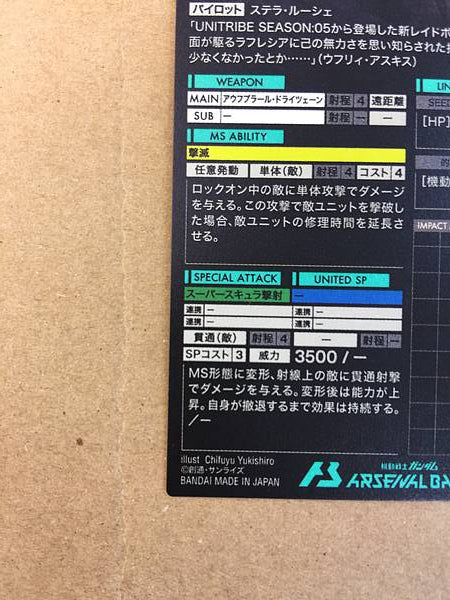 パイロット ステラ・ルーシェ
「UNITRIBE SEASON:05から登場した新レイドボ
面が駆るラフレシアに己の無力さを思い知らされた
少なくなかったとか……」(ウフリィ・アスキス)
WEAPON
MAIN アウフプラール・ドライツェーン 射程 4 遠距離
SUB ー 射程 ー ー
MS ABILITY
撃滅
任意発動 単体(敵) 射程 4 コスト 4
ロックオン中の敵に単体攻撃でダメージ
を与える。この攻撃で敵ユニットを撃破し
た場合、敵ユニットの修理時間を延長さ
せる。
LIN
[HP]
的
[機動
IMPACT
SPECIAL ATTACK UNITED SP
スーパースキュラ撃射 ー
連携 ー 連携 ー
連携 ー 連携 ー
貫通(敵) 射程 4 ー 射程 ー
SPコスト 3 威力 3500 / ー
MS形態に変形、射線上の敵に貫通射撃
でダメージを与える。変形後は能力が上
昇。自身が撤退するまで効果は持続する。
/ー
illust Chifuyu Yukishiro
©創通・サンライズ
BANDAI MADE IN JAPAN
機動戦士ガンダム
ARSENAL BA